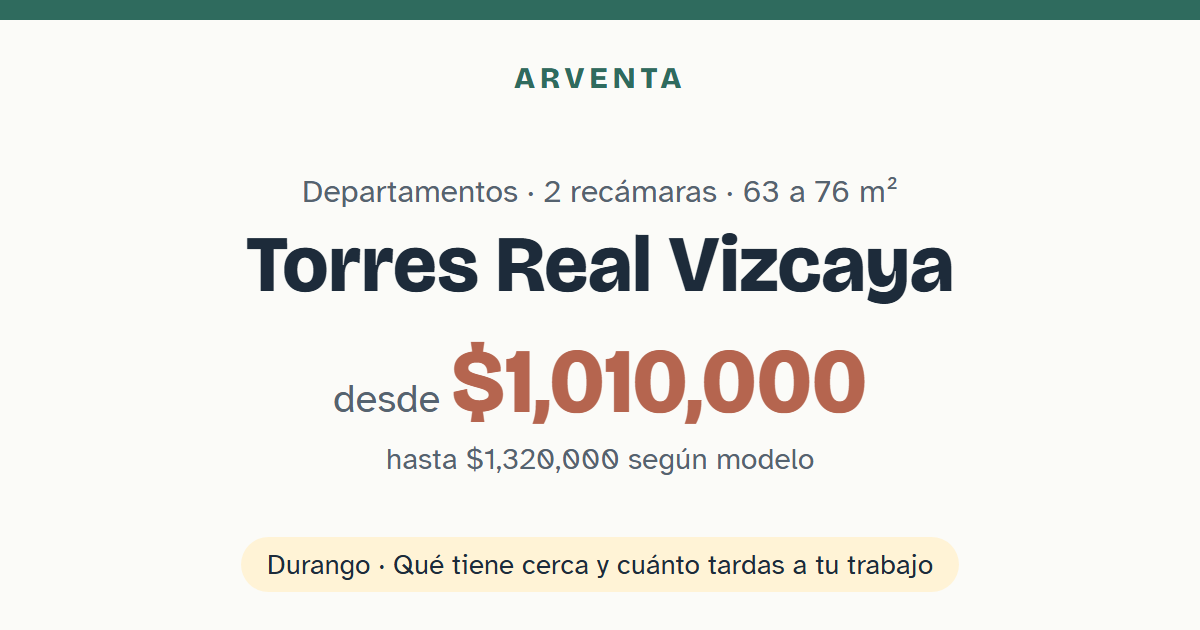 ARVENTA
Departamentos · 2 recámaras · 63 a 76 m²
Torres Real Vizcaya
desde $1,010,000
hasta $1,320,000 según modelo
Durango · Qué tiene cerca y cuánto tardas a tu trabajo